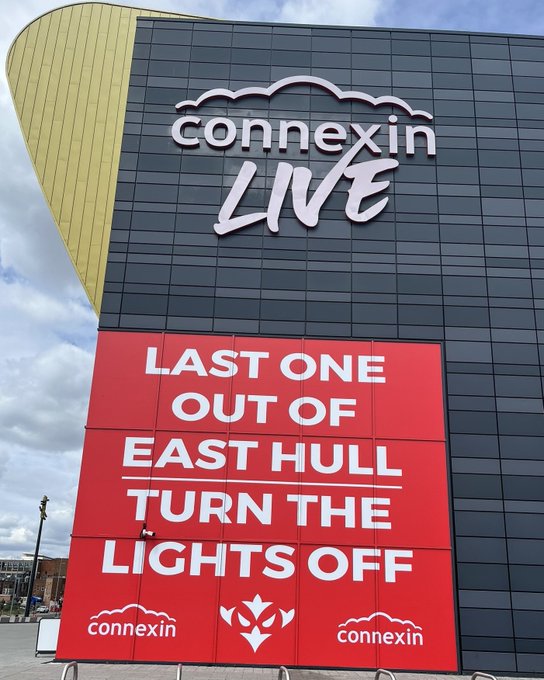 connexin
LIVE
LAST ONE
OUT OF
EAST HULL
TURN THE
LIGHTS OFF
connexin
connexin